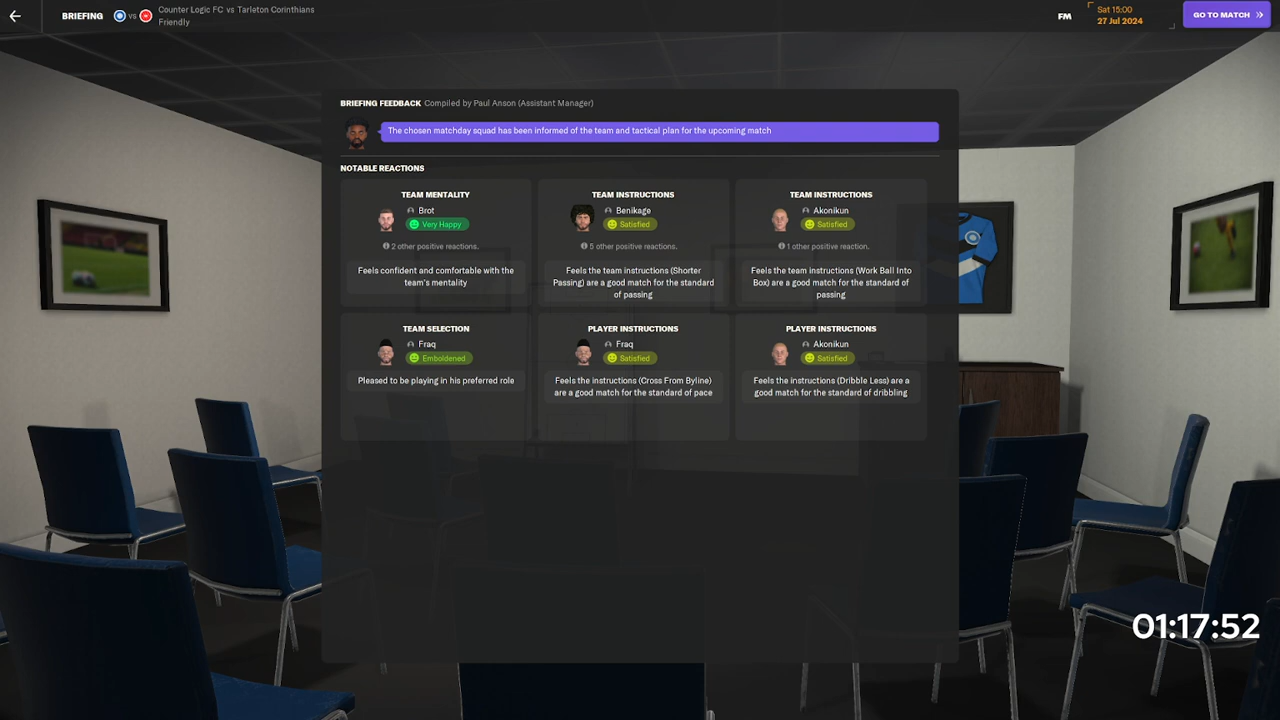 BRIEFING
vs
Counter Logic FC vs Tarleton Corinthians
Friendly
FM
Sat 15:00
27 Jul 2024
GO TO MATCH
BRIEFING FEEDBACK Compiled by Paul Anson (Assistant Manager)
The chosen matchday squad has been informed of the team and tactical plan for the upcoming match
NOTABLE REACTIONS
TEAM MENTALITY
Brot
Very Happy
2 other positive reactions.
Feels confident and comfortable with the
team's mentality
TEAM INSTRUCTIONS
Benikage
Satisfied
5 other positive reactions.
Feels the team instructions (Shorter
Passing) are a good match for the standard
of passing
TEAM INSTRUCTIONS
Akonikun
Satisfied
1 other positive reaction.
Feels the team instructions (Work Ball Into
Box) are a good match for the standard of
passing
TEAM SELECTION
Fraq
Emboldened
Pleased to be playing in his preferred role
PLAYER INSTRUCTIONS
Fraq
Satisfied
Feels the instructions (Cross From Byline)
are a good match for the standard of pace
PLAYER INSTRUCTIONS
Akonikun
Satisfied
Feels the instructions (Dribble Less) are a
good match for the standard of dribbling
01:17:52